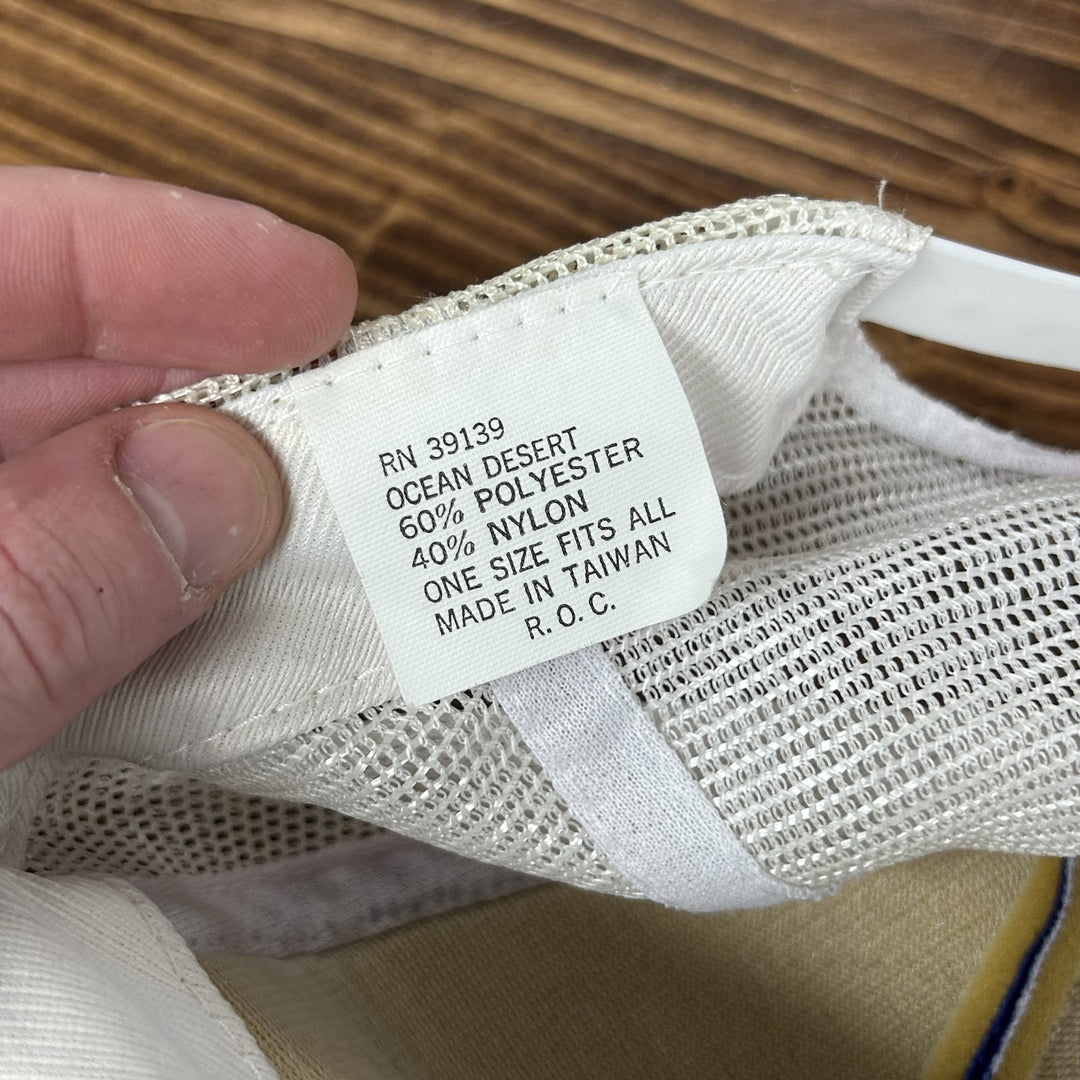 RN 39139
OCEAN DESERT
60% POLYESTER
40% NYLON
ONE SIZE FITS ALL
MADE IN TAIWAN
R. O. C.